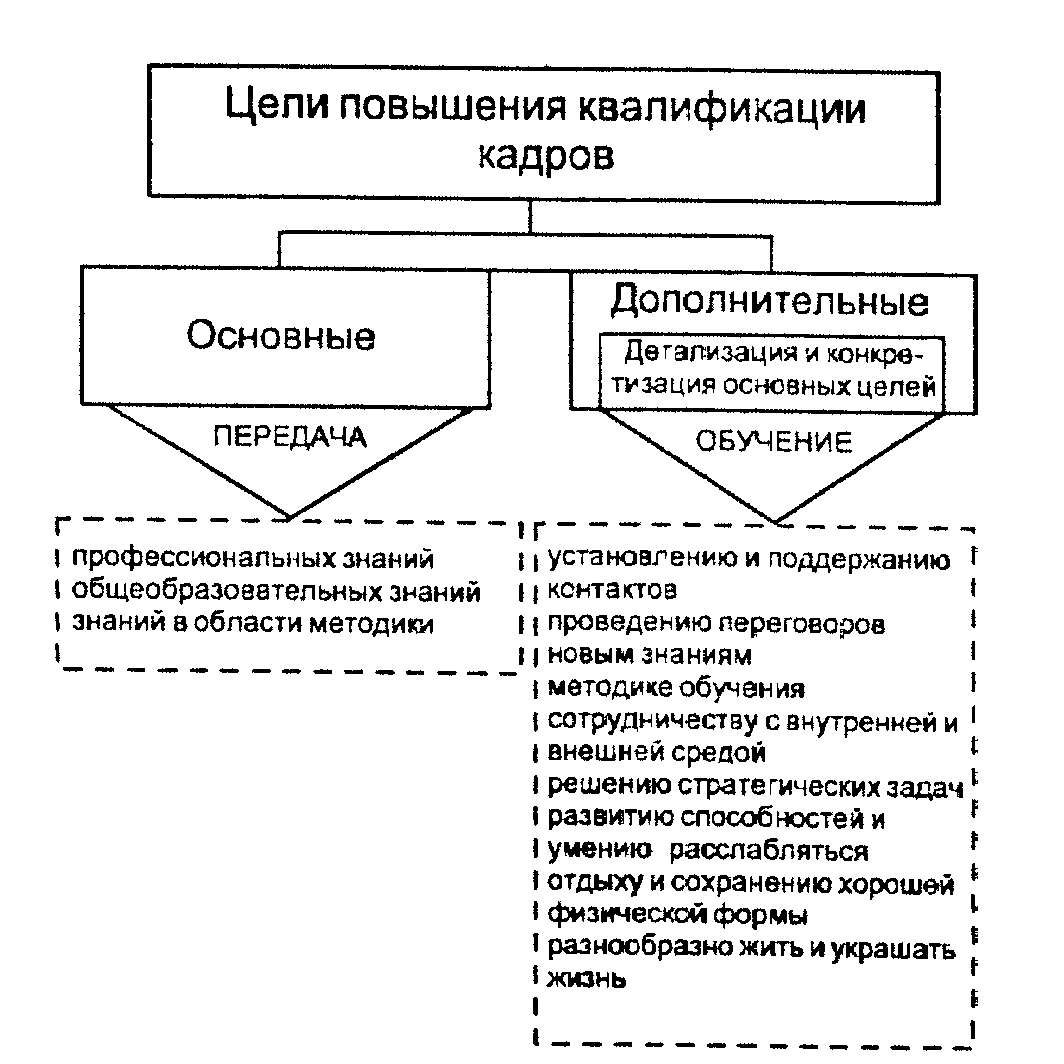 Цели повышения квалификации
кадров
Основные
Дополнительные
Детализация и конкре-
тизация основных целей
ПЕРЕДАЧА
ОБУЧЕНИЕ
профессиональных знаний
общеобразовательных знаний
знаний в области методики
установлению и поддержанию
контактов
проведению переговоров
новым знаниям
методике обучения
сотрудничеству с внутренней и
внешней средой
решению стратегических задач
развитию способностей и
умению расслабляться
отдыху и сохранению хорошей
физической формы
разнообразно жить и украшать
жизнь